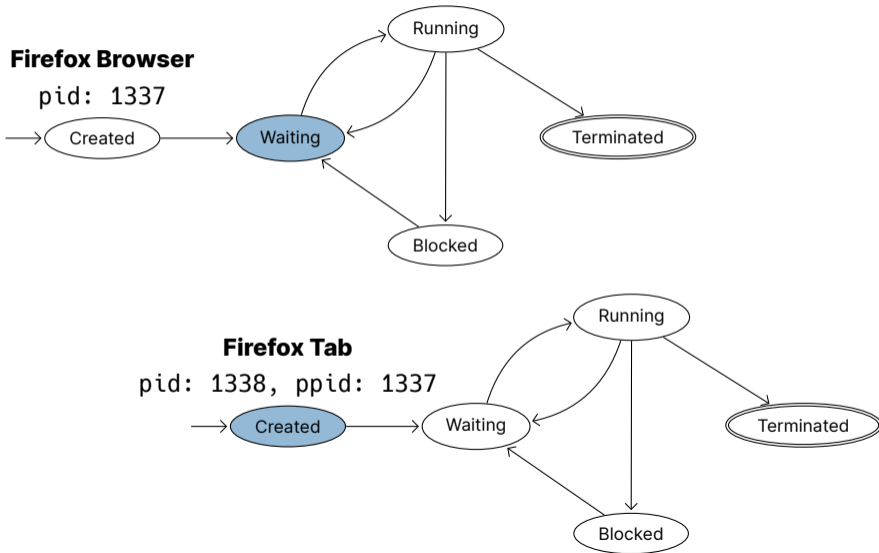 Running
Firefox Browser
pid: 1337
Created
Waiting
Terminated
Blocked
Running
Firefox Tab
pid: 1338, ppid: 1337
Created
Waiting
Terminated
Blocked